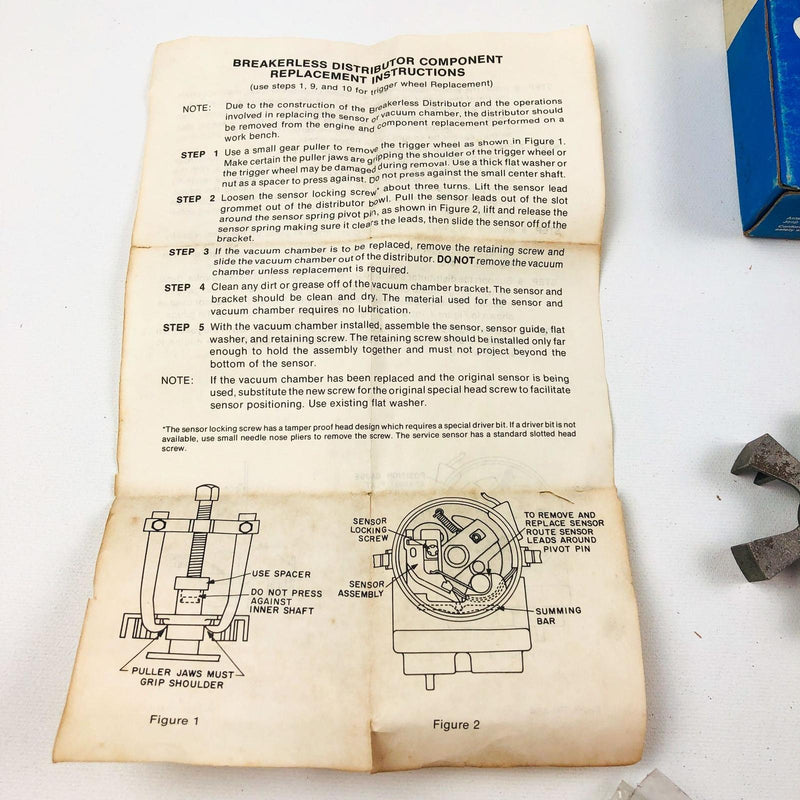 BREAKERLESS DISTRIBUTOR COMPONENT
REPLACEMENT INSTRUCTIONS
(use steps 1, 9, and 10 for trigger wheel Replacement)
NOTE: Due to the construction of the Breakerless Distributor and the operations
involved in replacing the sensor or vacuum chamber, the distributor should
be removed from the engine and component replacement performed on a
work bench.
STEP 1 Use a small gear puller to remove the trigger wheel as shown in Figure 1.
Make certain the puller jaws are gripping the shoulder of the trigger wheel or
the trigger wheel may be damaged during removal. Use a thick flat washer or
nut as a spacer to press against. Do not press against the small center shaft.
STEP 2 Loosen the sensor locking screw* about three turns. Lift the sensor lead
grommet out of the distributor bowl. Pull the sensor leads out of the slot
around the sensor spring pivot pin, as shown in Figure 2, lift and release the
sensor spring making sure it clears the leads, then slide the sensor off of the
bracket.
STEP 3 If the vacuum chamber is to be replaced, remove the retaining screw and
slide the vacuum chamber out of the distributor. DO NOT remove the vacuum
chamber unless replacement is required.
STEP 4 Clean any dirt or grease off of the vacuum chamber bracket. The sensor and
bracket should be clean and dry. The material used for the sensor and
vacuum chamber requires no lubrication.
STEP 5 With the vacuum chamber installed, assemble the sensor, sensor guide, flat
washer, and retaining screw. The retaining screw should be installed only far
enough to hold the assembly together and must not project beyond the
bottom of the sensor.
NOTE: If the vacuum chamber has been replaced and the original sensor is being
used, substitute the new screw for the original special head screw to facilitate
sensor positioning. Use existing flat washer.
*The sensor locking screw has a tamper proof head design which requires a special driver bit. If a driver bit is not
available, use small needle nose pliers to remove the screw. The service sensor has a standard slotted head
screw.
USE SPACER
DO NOT PRESS
AGAINST
INNER SHAFT
PULLER JAWS MUST
GRIP SHOULDER
Figure 1
SENSOR
LOCKING
SCREW
SENSOR
ASSEMBLY
TO REMOVE AND
REPLACE SENSOR
ROUTE SENSOR
LEADS AROUND
PIVOT PIN
SUMMING
BAR
Figure 2